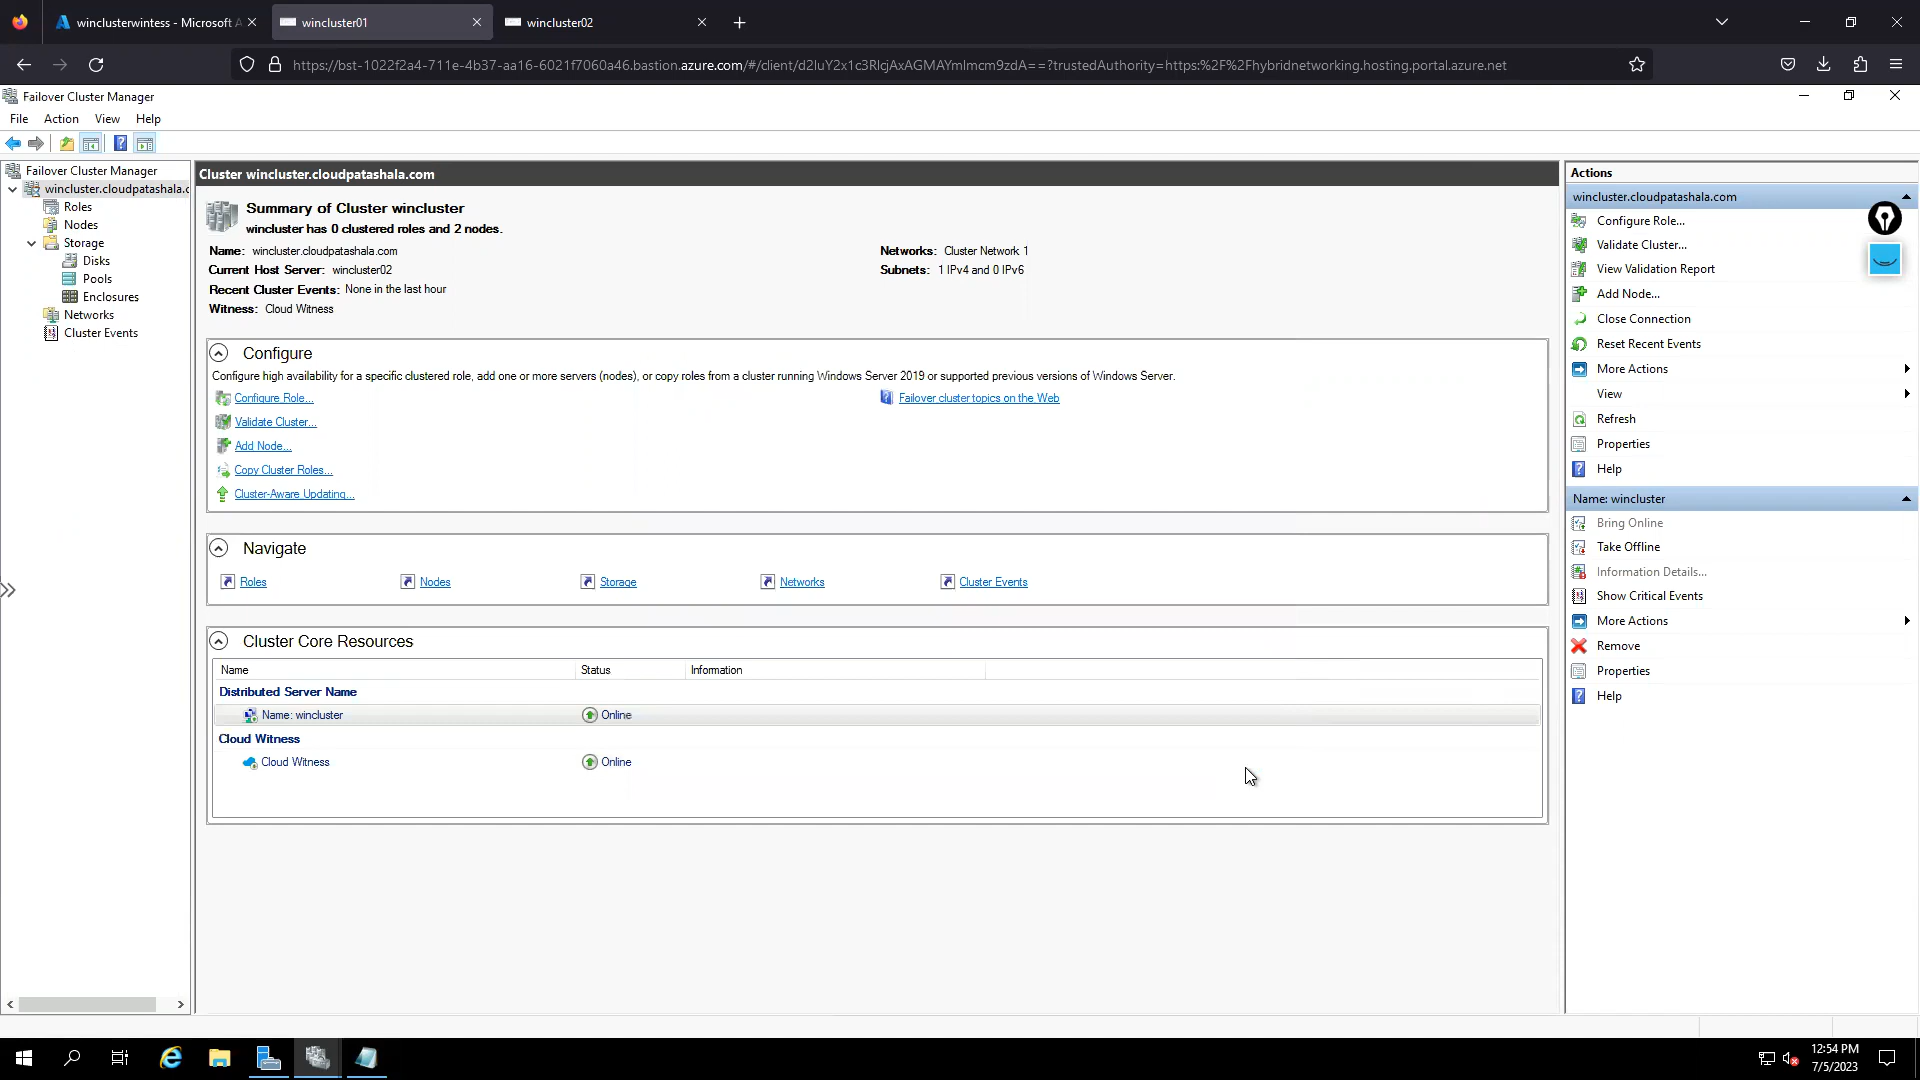 winclusterwintess - Microsoft A
wincluster01
wincluster02
https://bst-1022f2a4-711e-4b37-aa16-6021f7060a46.bastion.azure.com/#/client/d2luY2x1c3RlcjAxAGMAYmlmcm9zdA==?trustedAuthority=https:%2F%2Fhybridnetworking.hosting.portal.azure.net
Failover Cluster Manager
File Action View Help
Failover Cluster Manager
wincluster.cloudpatashala.c
Roles
Nodes
Storage
Disks
Pools
Enclosures
Networks
Cluster Events
Cluster wincluster.cloudpatashala.com
Summary of Cluster wincluster
wincluster has 0 clustered roles and 2 nodes.
Name: wincluster.cloudpatashala.com
Networks: Cluster Network 1
Current Host Server: wincluster02
Subnets: 1 IPv4 and 0 IPv6
Recent Cluster Events: None in the last hour
Witness: Cloud Witness
Configure
Configure high availability for a specific clustered role, add one or more servers (nodes), or copy roles from a cluster running Windows Server 2019 or supported previous versions of Windows Server.
Configure Role...
Failover cluster topics on the Web
Validate Cluster...
Add Node...
Copy Cluster Roles...
Cluster-Aware Updating...
Navigate
Roles
Nodes
Storage
Networks
Cluster Events
Cluster Core Resources
Name Status Information
Distributed Server Name
Name: wincluster Online
Cloud Witness
Cloud Witness Online
Actions
wincluster.cloudpatashala.com
Configure Role...
Validate Cluster...
View Validation Report
Add Node...
Close Connection
Reset Recent Events
More Actions
View
Refresh
Properties
Help
Name: wincluster
Bring Online
Take Offline
Information Details...
Show Critical Events
More Actions
Remove
Properties
Help
12:54 PM
7/5/2023